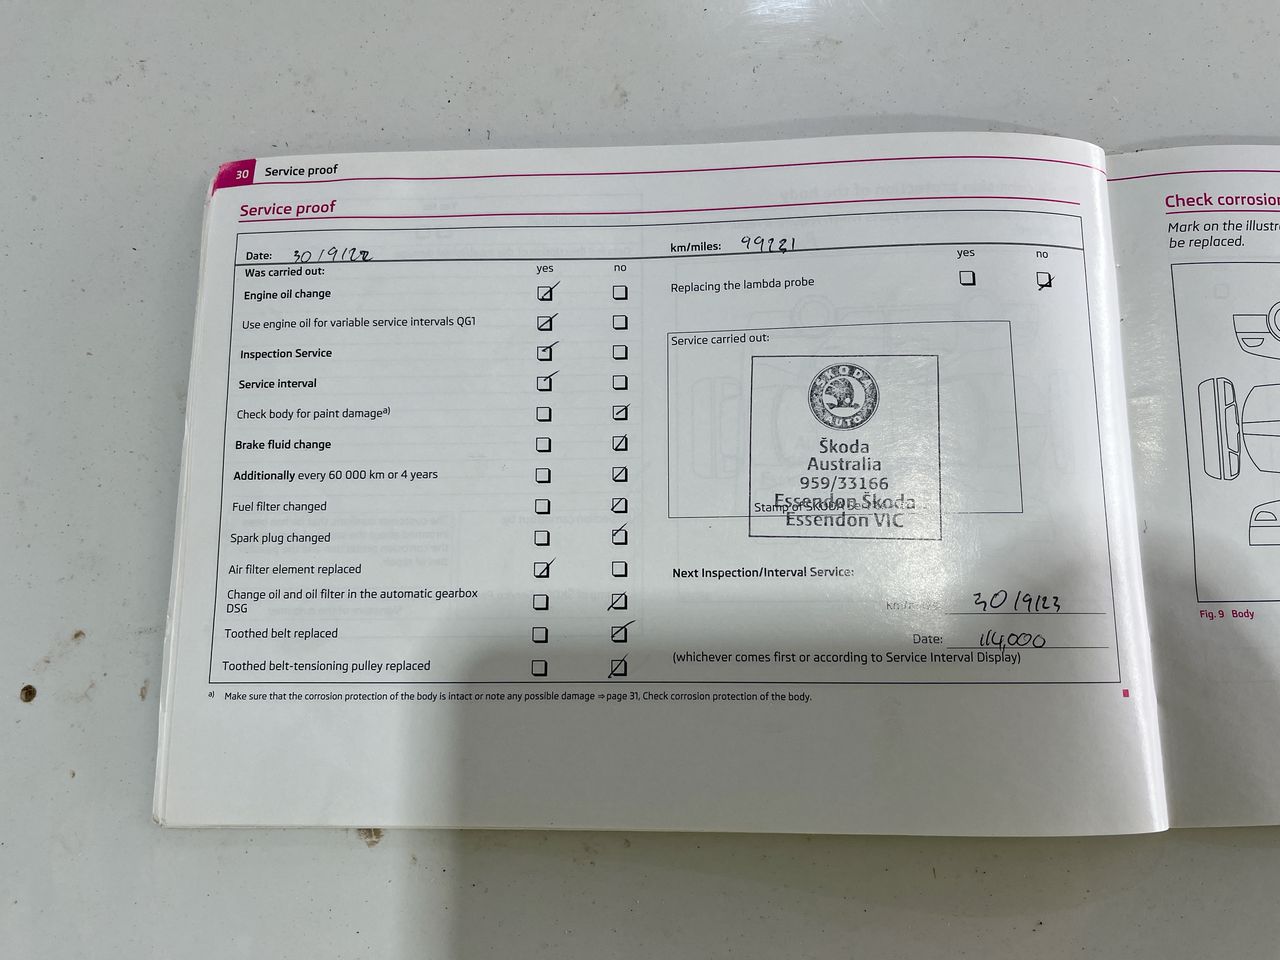 30 Service proof
Service proof
Date: 30/9/22 km/miles: 99221
Was carried out: yes no yes no
Engine oil change Replacing the lambda probe
Use engine oil for variable service intervals QG1
Inspection Service Service carried out:
Service interval
Check body for paint damageᵃ⁾
Brake fluid change
Additionally every 60 000 km or 4 years
Fuel filter changed
Spark plug changed
Air filter element replaced
Change oil and oil filter in the automatic gearbox
DSG
Toothed belt replaced
Toothed belt-tensioning pulley replaced
ŠKODA
AUTO
Škoda
Australia
959/33166
Essendon Škoda
Stamp of ŠKODA
Essendon VIC
Next Inspection/Interval Service:
30/9/23
Date: 114,000
(whichever comes first or according to Service Interval Display)
a) Make sure that the corrosion protection of the body is intact or note any possible damage ⇒ page 31, Check corrosion protection of the body.
Check corrosion
Mark on the
be replaced.
Fig. 9 Body